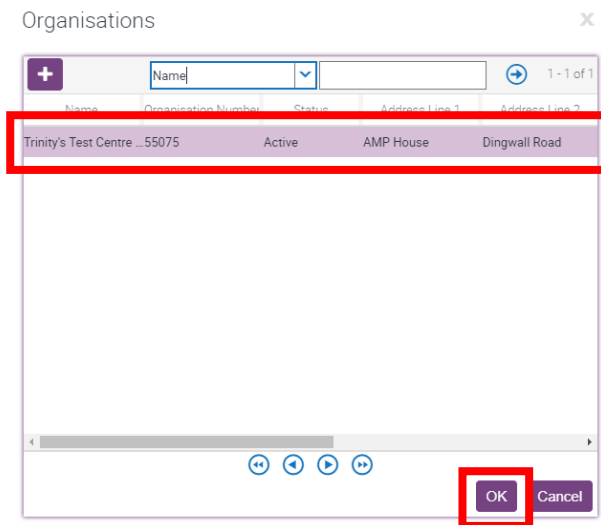 Organisations X
+ Name 1 - 1 of 1
Name Organisation Number Status Address Line 1 Address Line 2
Trinity's Test Centre ... 55075 Active AMP House Dingwall Road
OK Cancel